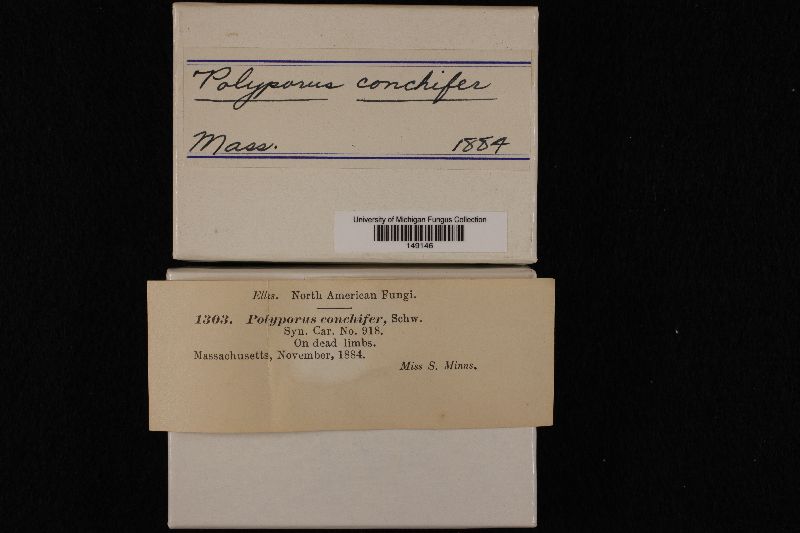 Polyporus conchifer
Mass. 1884
University of Michigan Fungus Collection
149146
Ellis. North American Fungi.
1303. Polyporus conchifer, Schw.
Syn. Car. No. 918.
On dead limbs.
Massachusetts, November, 1884.
Miss S. Minns.